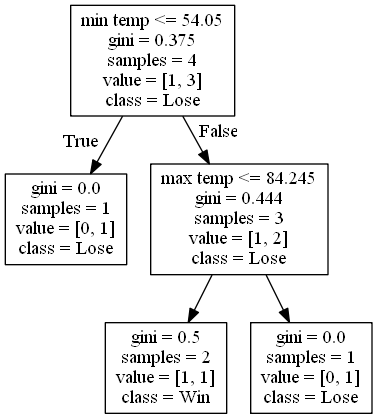 min temp <= 54.05
gini = 0.375
samples = 4
value = [1, 3]
class = Lose
True
False
gini = 0.0
samples = 1
value = [0, 1]
class = Lose
max temp <= 84.245
gini = 0.444
samples = 3
value = [1, 2]
class = Lose
gini = 0.5
samples = 2
value = [1, 1]
class = Win
gini = 0.0
samples = 1
value = [0, 1]
class = Lose